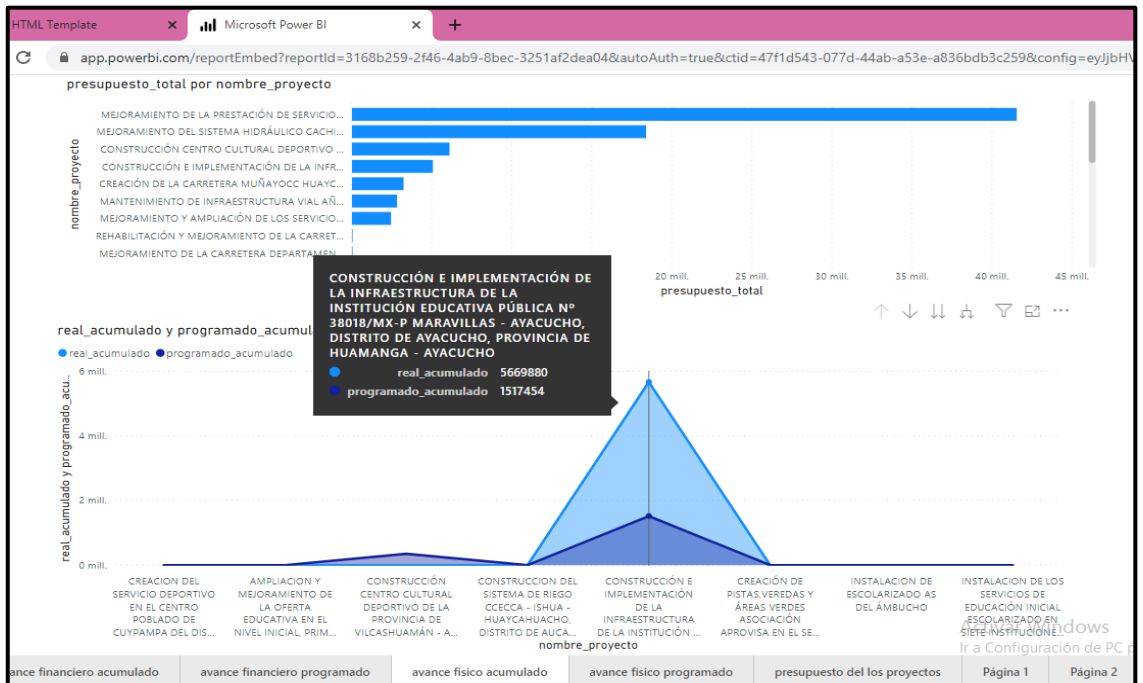 HTML Template
Microsoft Power BI
app.powerbi.com/reportEmbed?reportId=3168b259-2f46-4ab9-8bec-3251af2dea04&autoAuth=true&ctid=47f1d543-077d-44ab-a53e-a836bdb3c259&config=eyJjbHV
presupuesto_total por nombre_proyecto
nombre_proyecto
MEJORAMIENTO DE LA PRESTACIÓN DE SERVICIO...
MEJORAMIENTO DEL SISTEMA HIDRÁULICO CACHI...
CONSTRUCCIÓN CENTRO CULTURAL DEPORTIVO ...
CONSTRUCCIÓN E IMPLEMENTACIÓN DE LA INFR...
CREACIÓN DE LA CARRETERA MUÑAYOCC HUAYC...
MANTENIMIENTO DE INFRAESTRUCTURA VIAL AÑ...
MEJORAMIENTO Y AMPLIACIÓN DE LOS SERVICIO...
REHABILITACIÓN Y MEJORAMIENTO DE LA CARRET...
MEJORAMIENTO DE LA CARRETERA DEPARTAMEN...
20 mill. 25 mill. 30 mill. 35 mill. 40 mill. 45 mill.
presupuesto_total
CONSTRUCCIÓN E IMPLEMENTACIÓN DE
LA INFRAESTRUCTURA DE LA
INSTITUCIÓN EDUCATIVA PÚBLICA Nº
38018/MX-P MARAVILLAS - AYACUCHO,
DISTRITO DE AYACUCHO, PROVINCIA DE
HUAMANGA - AYACUCHO
real_acumulado 5669880
programado_acumulado 1517454
real_acumulado y programado_acumul
real_acumulado programado_acumulado
real_acumulado y programado_acu...
6 mill.
4 mill.
2 mill.
0 mill.
CREACION DEL
SERVICIO DEPORTIVO
EN EL CENTRO
POBLADO DE
CUYPAMPA DEL DIS...
AMPLIACION Y
MEJORAMIENTO DE
LA OFERTA
EDUCATIVA EN EL
NIVEL INICIAL, PRIM...
CONSTRUCCIÓN
CENTRO CULTURAL
DEPORTIVO DE LA
PROVINCIA DE
VILCASHUAMÁN - A...
CONSTRUCCION DEL
SISTEMA DE RIEGO
CCECCA - ISHUA -
HUAYCAHUACHO,
DISTRITO DE AUCA...
CONSTRUCCIÓN E
IMPLEMENTACIÓN
DE LA
INFRAESTRUCTURA
DE LA INSTITUCIÓN ...
CREACIÓN DE
PISTAS,VEREDAS Y
ÁREAS VERDES
ASOCIACIÓN
APROVISA EN EL SE...
INSTALACION DE
ESCOLARIZADO AS
DEL ÁMBUCHO
INSTALACION DE LOS
SERVICIOS DE
EDUCACIÓN INICIAL
ESCOLARIZADO EN
SIETE INSTITUCIONE...
nombre_proyecto
Activar Windows
Ir a Configuración de PC p
ance financiero acumulado
avance financiero programado
avance fisico acumulado
avance fisico programado
presupuesto del los proyectos
Página 1
Página 2